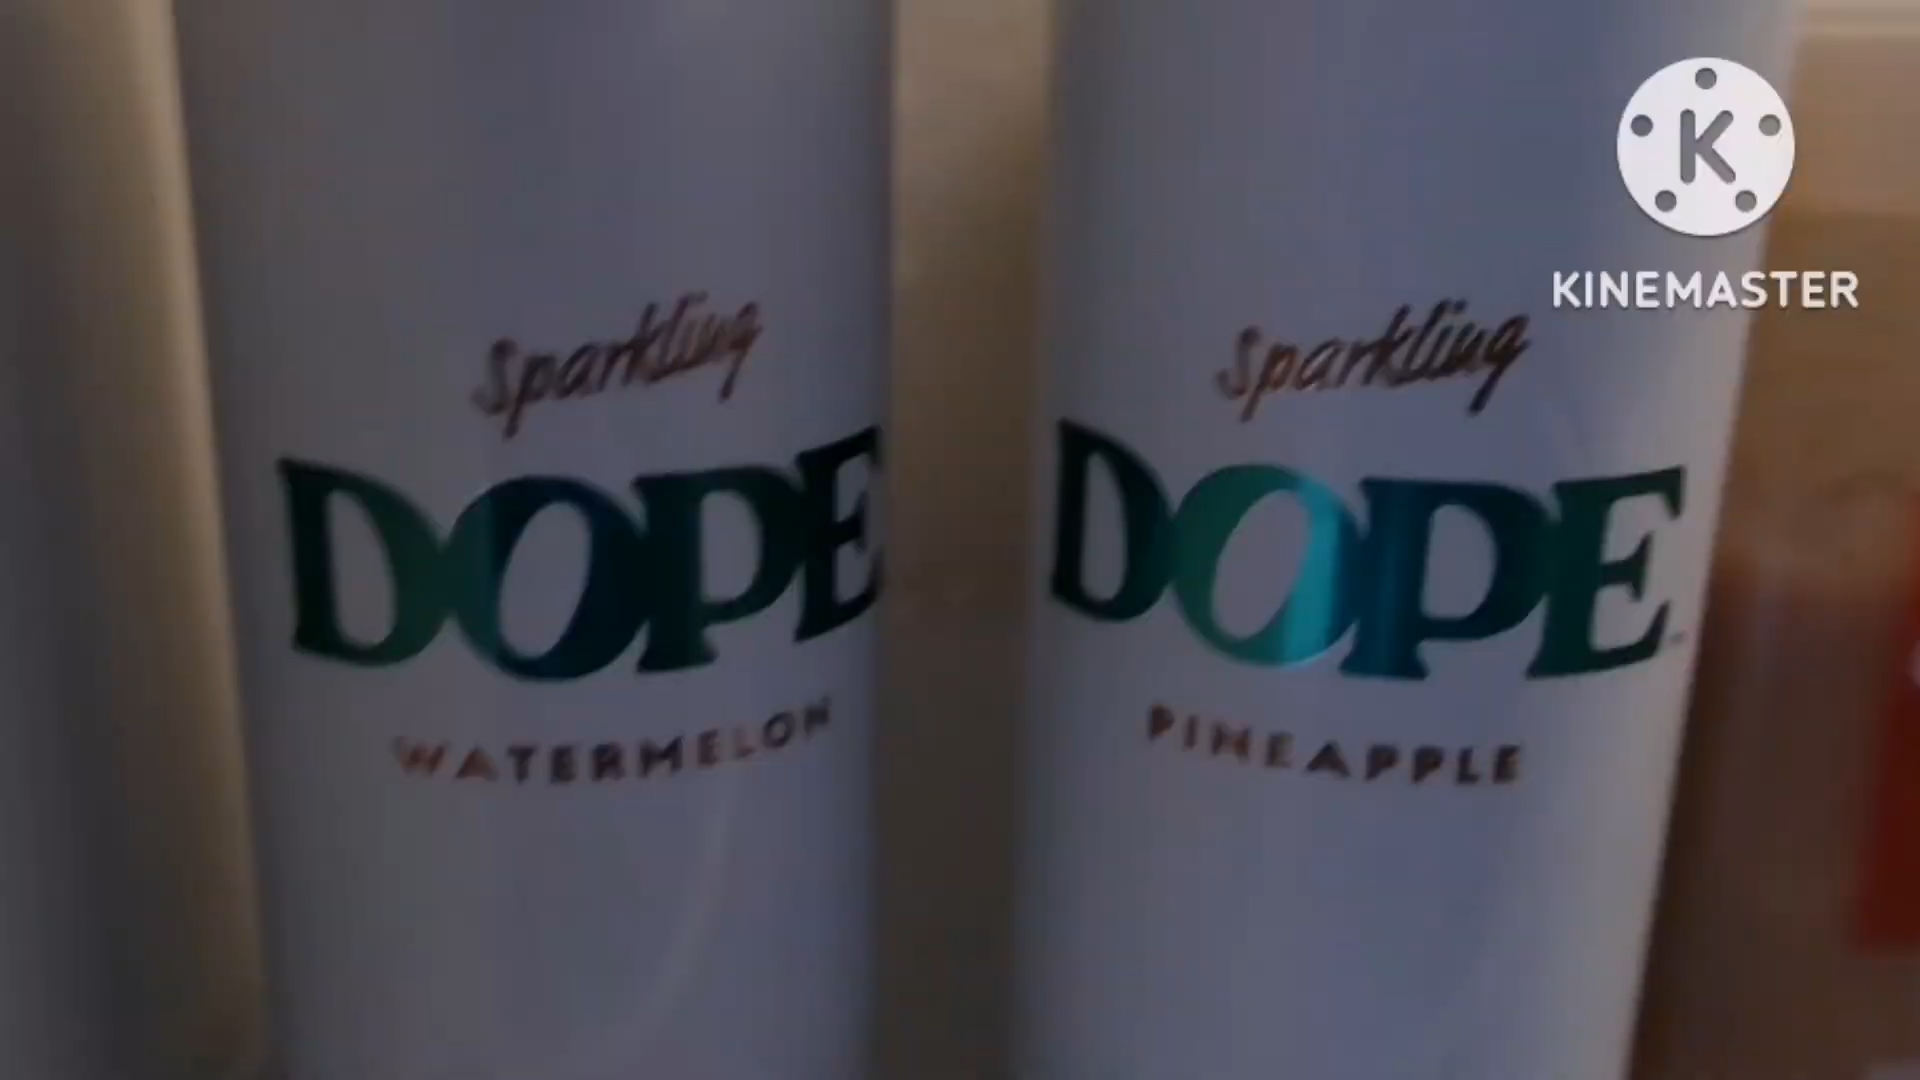 Sparkling
DOPE
WATERMELON
Sparkling
DOPE
PINEAPPLE
K
KINEMASTER